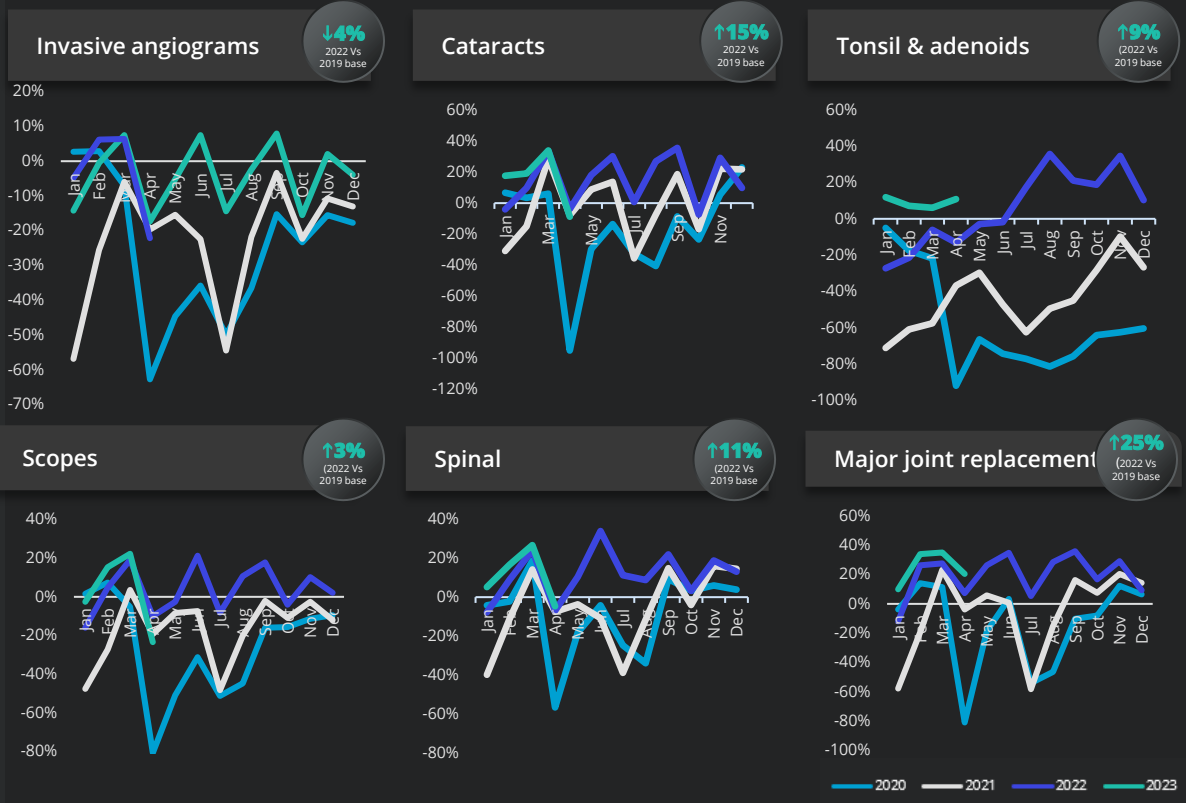 Invasive angiograms
↓4%
2022 Vs
2019 base
20%
10%
0%
-10%
-20%
-30%
-40%
-50%
-60%
-70%
Jan
Feb
Mar
Apr
May
Jun
Jul
Aug
Sep
Oct
Nov
Dec
Cataracts
↑15%
2022 Vs
2019 base
60%
40%
20%
0%
-20%
-40%
-60%
-80%
-100%
-120%
Jan
Mar
May
Jul
Sep
Nov
Tonsil & adenoids
↑9%
(2022 Vs
2019 base
60%
40%
20%
0%
-20%
-40%
-60%
-80%
-100%
Jan
Feb
Mar
Apr
May
Jun
Jul
Aug
Sep
Oct
Nov
Dec
Scopes
↑3%
(2022 Vs
2019 base
40%
20%
0%
-20%
-40%
-60%
-80%
Jan
Feb
Mar
Apr
May
Jun
Jul
Aug
Sep
Oct
Nov
Dec
Spinal
↑11%
(2022 Vs
2019 base
40%
20%
0%
-20%
-40%
-60%
-80%
Jan
Feb
Mar
Apr
May
Jun
Jul
Aug
Sep
Oct
Nov
Dec
Major joint replacement
↑25%
(2022 Vs
2019 base
60%
40%
20%
0%
-20%
-40%
-60%
-80%
-100%
Jan
Feb
Mar
Apr
May
Jun
Jul
Aug
Sep
Oct
Nov
Dec
2020
2021
2022
2023